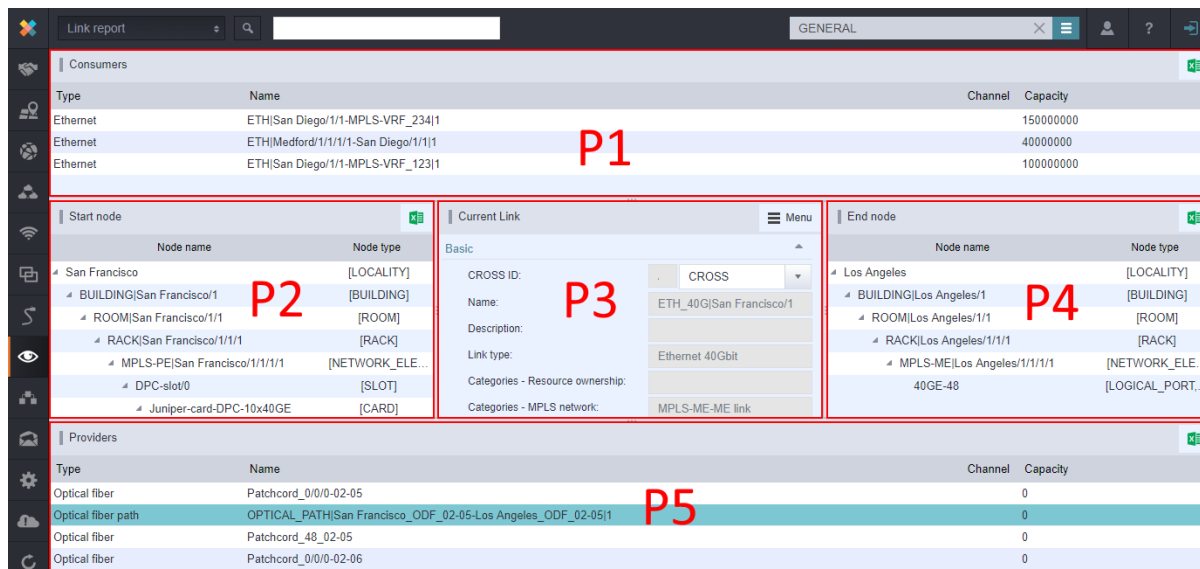 Link report GENERAL ?
Consumers
Type Name Channel Capacity
Ethernet ETH|San Diego/1/1-MPLS-VRF_234|1 150000000
Ethernet ETH|Medford/1/1/1/1-San Diego/1/1|1 40000000
Ethernet ETH|San Diego/1/1-MPLS-VRF_123|1 100000000
P1
Start node
Node name Node type
San Francisco [LOCALITY]
BUILDING|San Francisco/1 [BUILDING]
ROOM|San Francisco/1/1 [ROOM]
RACK|San Francisco/1/1/1 [RACK]
MPLS-PE|San Francisco/1/1/1/1 [NETWORK_ELE...
DPC-slot/0 [SLOT]
Juniper-card-DPC-10x40GE [CARD]
P2
Current Link Menu
Basic
CROSS ID: . CROSS
Name: ETH_40G|San Francisco/1
Description:
Link type: Ethernet 40Gbit
Categories - Resource ownership:
Categories - MPLS network: MPLS-ME-ME link
P3
End node
Node name Node type
Los Angeles [LOCALITY]
BUILDING|Los Angeles/1 [BUILDING]
ROOM|Los Angeles/1/1 [ROOM]
RACK|Los Angeles/1/1/1 [RACK]
MPLS-ME|Los Angeles/1/1/1/1 [NETWORK_ELE...
40GE-48 [LOGICAL_PORT,...
P4
Providers
Type Name Channel Capacity
Optical fiber Patchcord_0/0/0-02-05 0
Optical fiber path OPTICAL_PATH|San Francisco_ODF_02-05-Los Angeles_ODF_02-05|1 0
Optical fiber Patchcord_48_02-05 0
Optical fiber Patchcord_0/0/0-02-06 0
P5